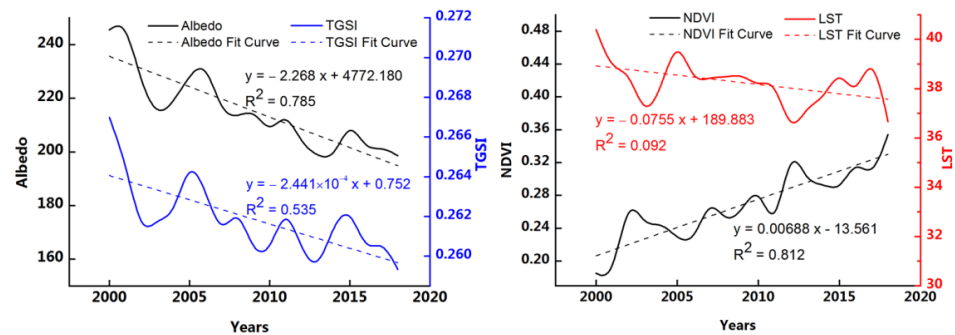 Albedo
TGSI
Albedo Fit Curve
TGSI Fit Curve
0.272
240
0.270
y = − 2.268 x + 4772.180
R² = 0.785
0.268
220
0.266
Albedo
TGSI
200
0.264
y = −2.441×10⁻⁴ x + 0.752
R² = 0.535
180
0.262
160
0.260
2000 2005 2010 2015 2020
Years
NDVI
LST
NDVI Fit Curve
LST Fit Curve
0.48
40
0.44
0.40
38
y = − 0.0755 x + 189.883
R² = 0.092
0.36
36
NDVI
LST
0.32
34
0.28
y = 0.00688 x - 13.561
R² = 0.812
0.24
32
0.20
30
2000 2005 2010 2015 2020
Years